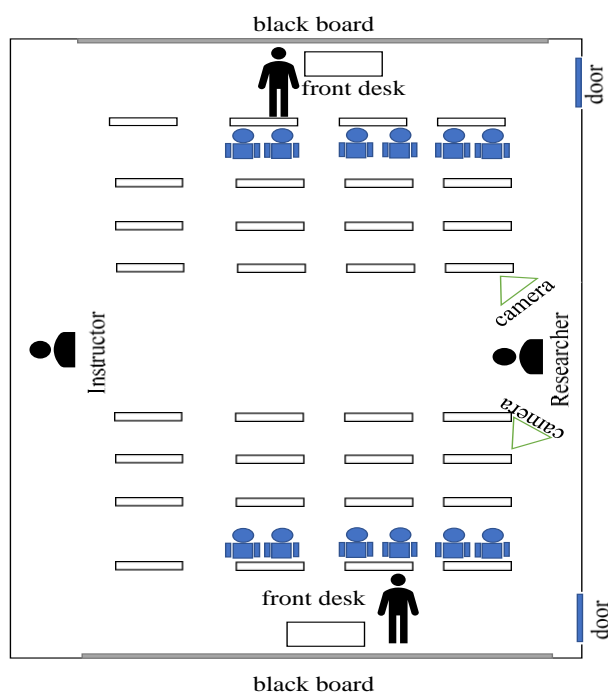 black board
front desk
door
camera
Instructor
Researcher
camera
front desk
door
black board